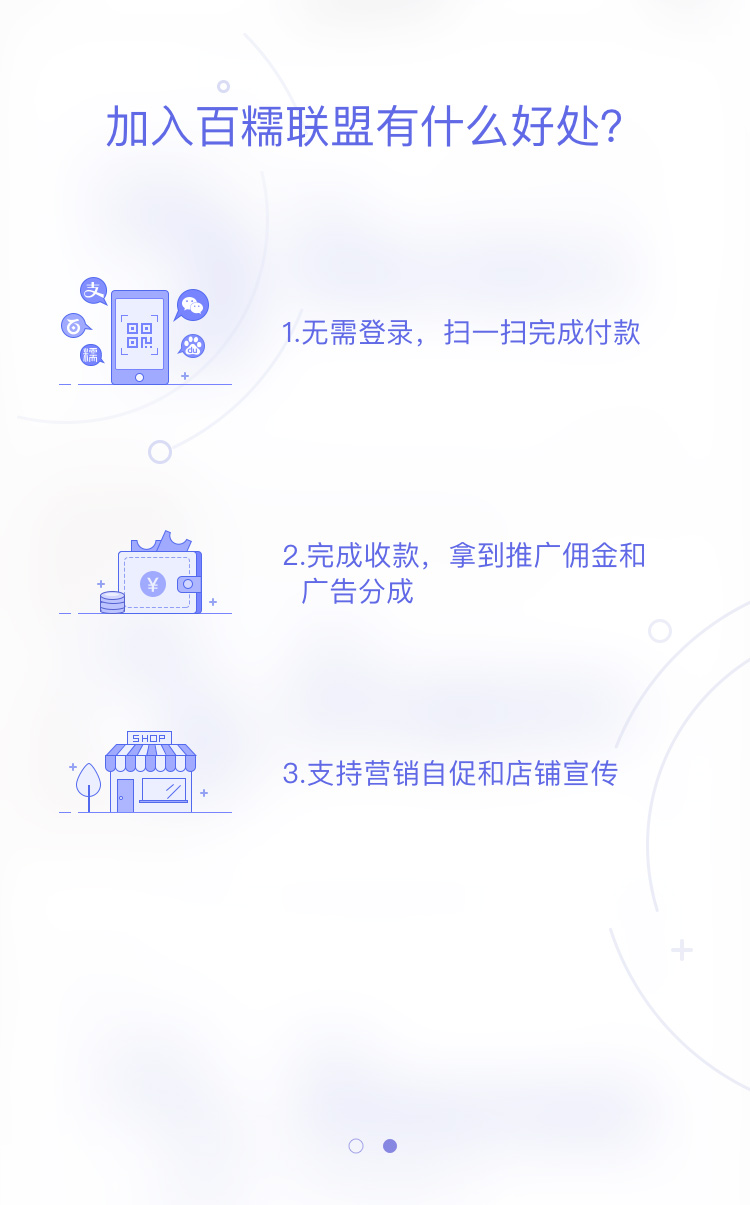 加入百糯联盟有什么好处？
支
糯
du
1.无需登录，扫一扫完成付款
¥
2.完成收款，拿到推广佣金和
广告分成
SHOP
3.支持营销自促和店铺宣传